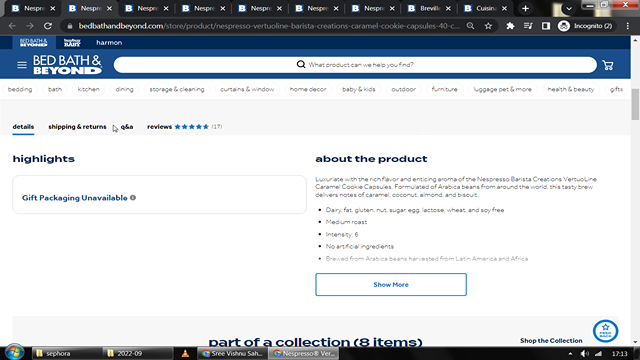 Nespres
Nespres
Nespres
Nespres
Nespre
Nespre
Nespre
Breville
Cuisina
bedbathandbeyond.com/store/product/nespresso-vertuoline-barista-creations-caramel-cookie-capsules-40-c...
Incognito (2)
BED BATH & BEYOND
buybuy BABY
harmon
BED BATH & BEYOND
What product can we help you find?
bedding bath kitchen dining storage & cleaning curtains & window home decor baby & kids outdoor furniture luggage pet & more health & beauty gifts
details shipping & returns q&a reviews (17)
highlights
Gift Packaging Unavailable
about the product
Luxuriate with the rich flavor and enticing aroma of the Nespresso Barista Creations VertuoLine
Caramel Cookie Capsules. Formulated of Arabica beans from around the world, this tasty brew
delivers notes of caramel, coconut, almond, and biscuit.
• Dairy, fat, gluten, nut, sugar, egg, lactose, wheat, and soy free
• Medium roast
• Intensity: 6
• No artificial ingredients
• Brewed from Arabica beans harvested from Latin America and Africa
Show More
FEED BACK
part of a collection (8 items)
Shop the Collection
sephora
2022-09
Sree Vishnu Sah...
Nespresso® Ver...
17:13